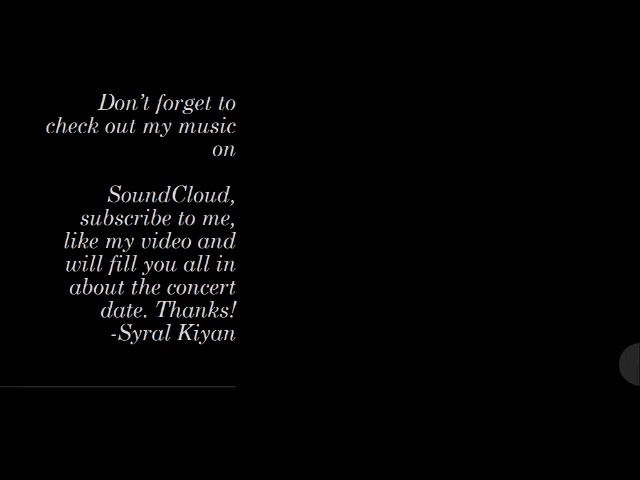 Don't forget to
check out my music
on
SoundCloud,
subscribe to me,
like my video and
will fill you all in
about the concert
date. Thanks!
-Syral Kiyan